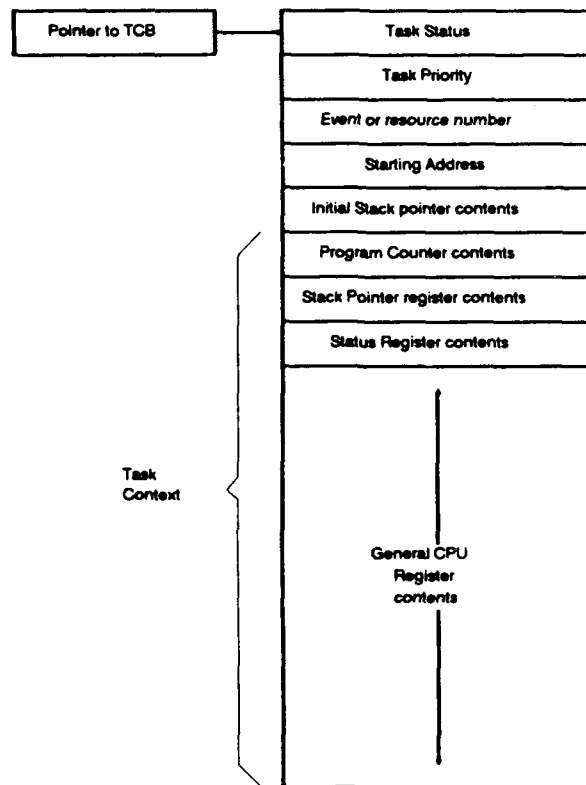 Pointer to TCB
Task Status
Task Priority
Event or resource number
Starting Address
Initial Stack pointer contents
Program Counter contents
Stack Pointer register contents
Status Register contents
Task
Context
General CPU
Register
contents